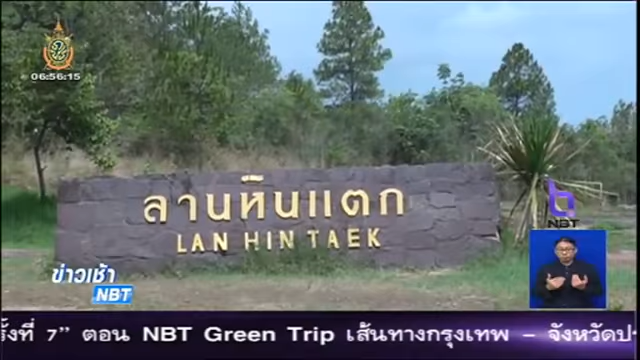 06:56:15
ลานหินแตก
LAN HIN TAEK
NBT
ข่าวเช้า
NBT
รั้งที่ 7” ตอน NBT Green Trip เส้นทางกรุงเทพ – จังหวัดปร